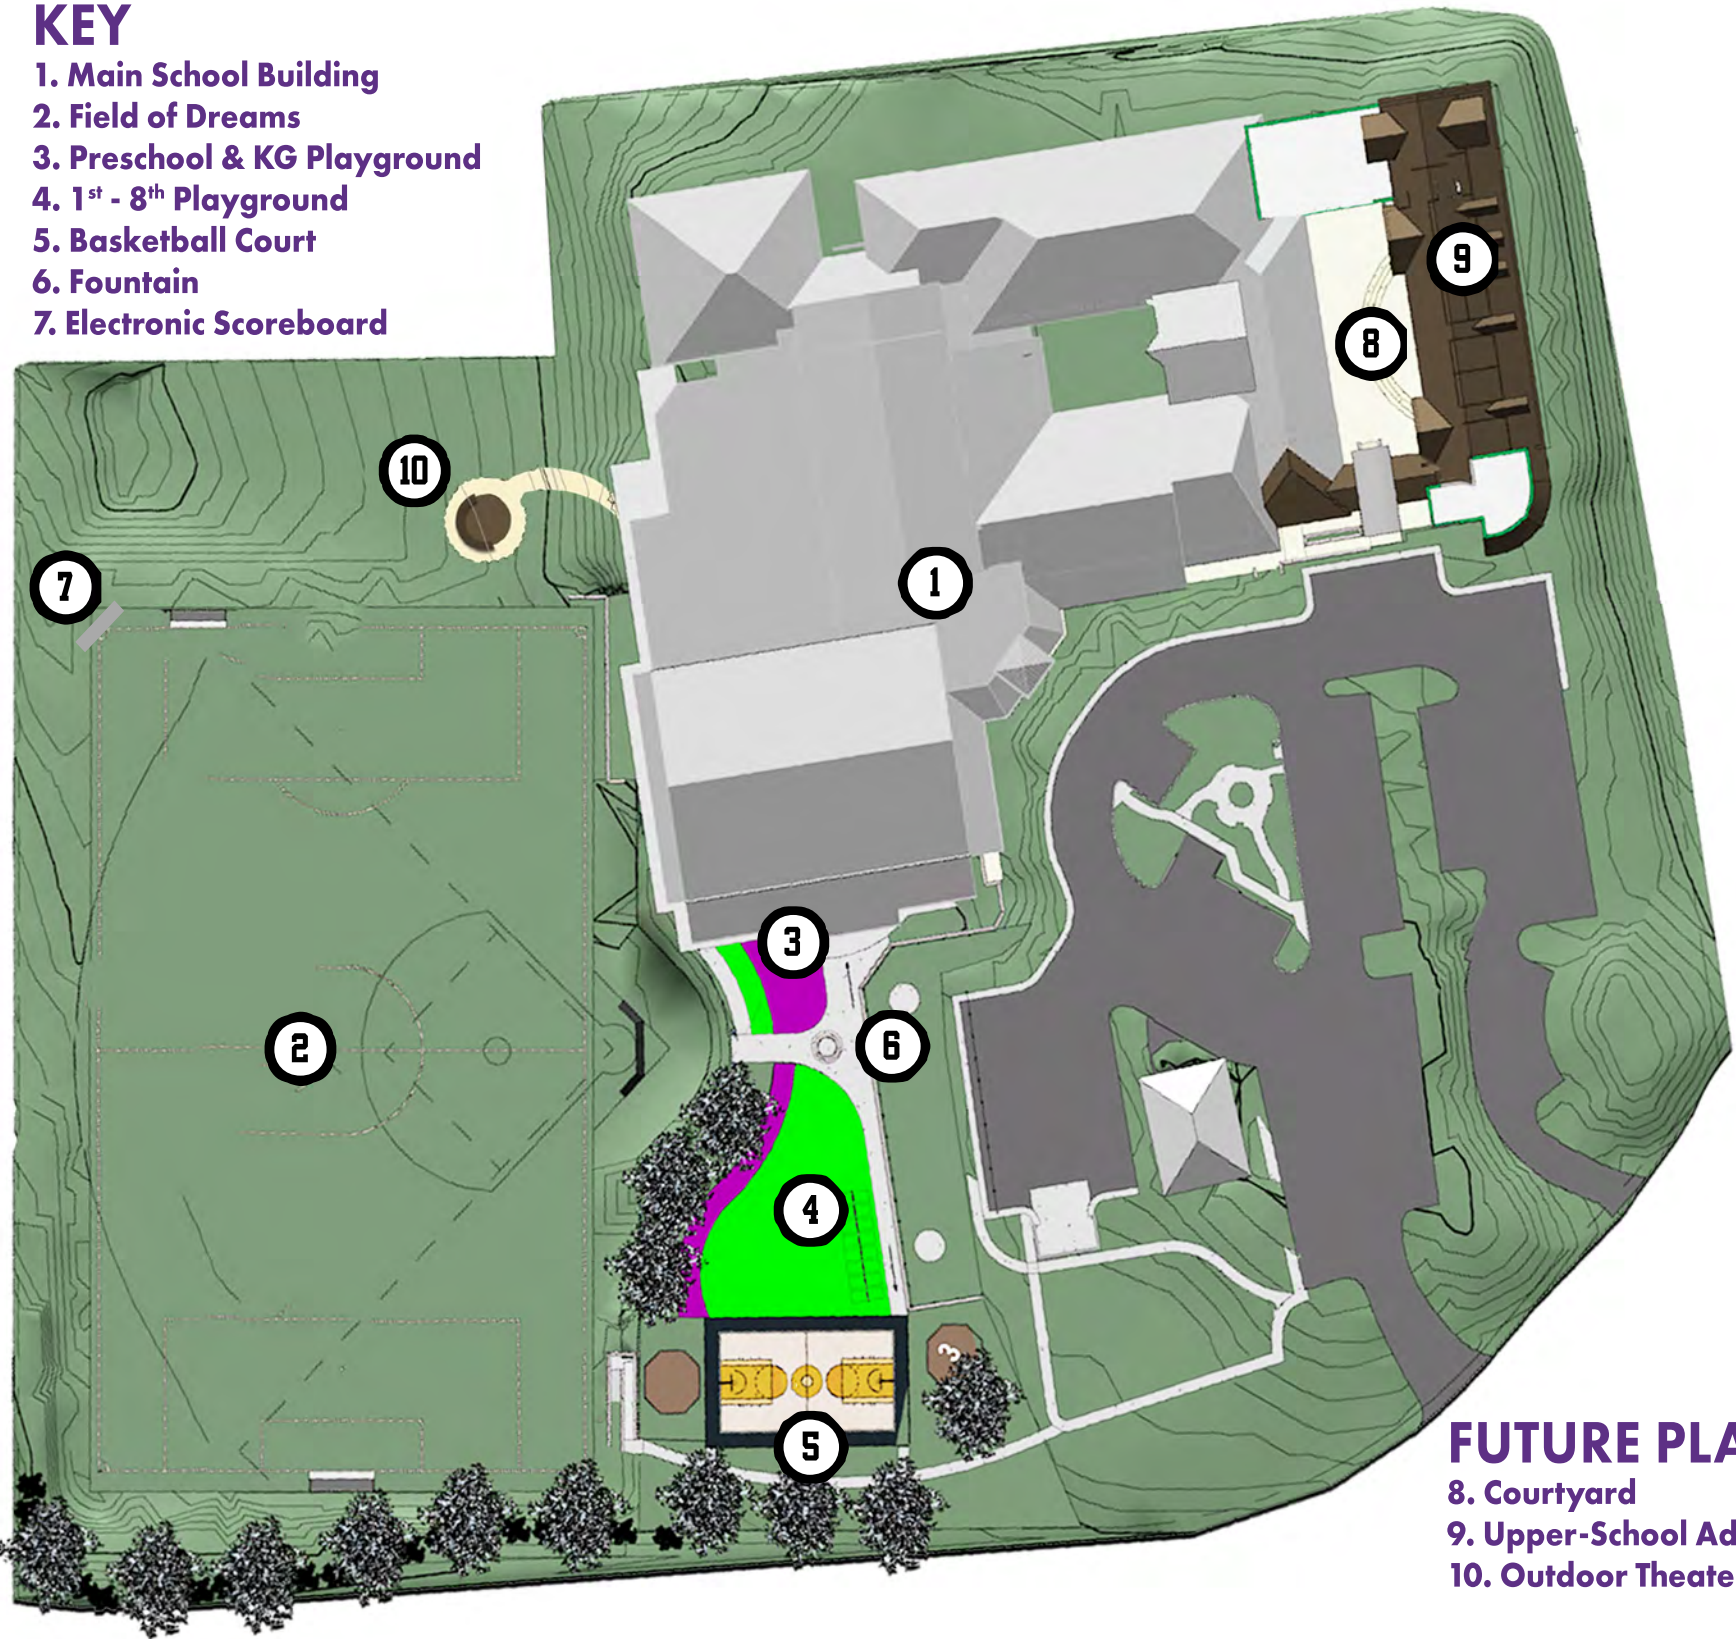 KEY
1. Main School Building
2. Field of Dreams
3. Preschool & KG Playground
4. 1st - 8th Playground
5. Basketball Court
6. Fountain
7. Electronic Scoreboard
9
8
10
7
1
3
2
6
4
3
5
FUTURE PLA
8. Courtyard
9. Upper-School Ad
10. Outdoor Theate